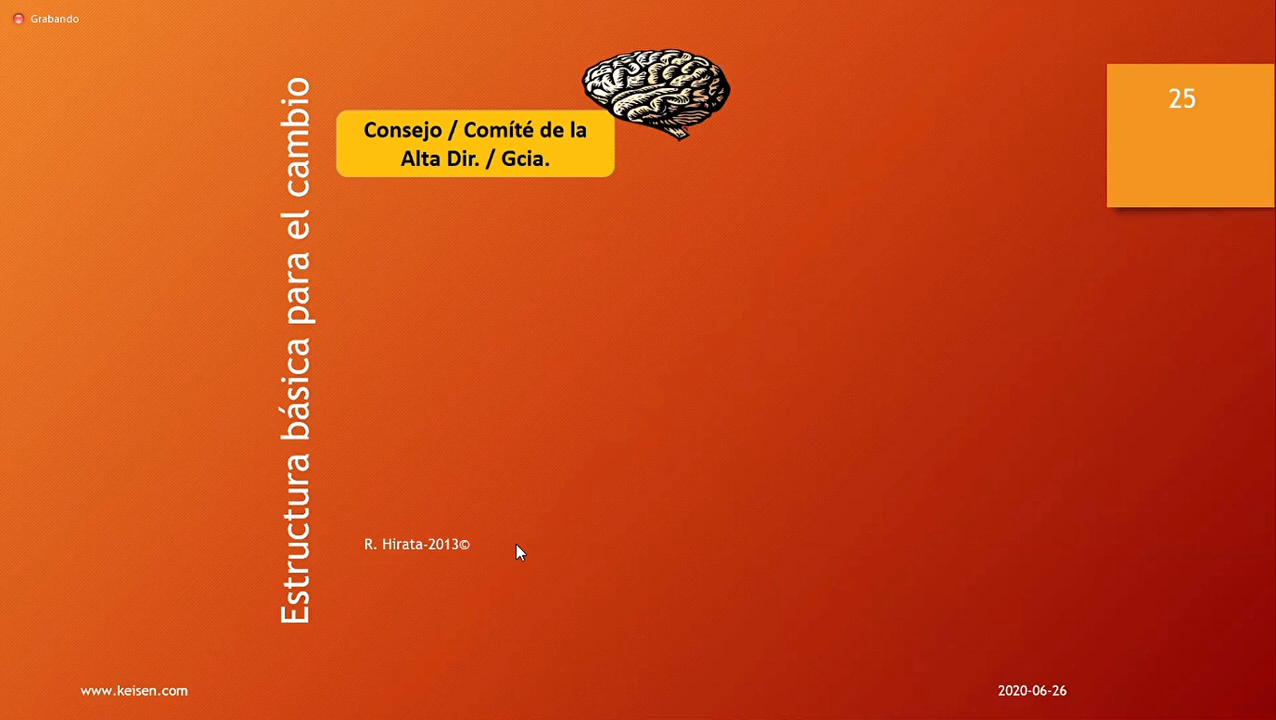 Grabando
Estructura básica para el cambio
Consejo / Comíté de la
Alta Dir. / Gcia.
25
R. Hirata-2013©
www.keisen.com
2020-06-26